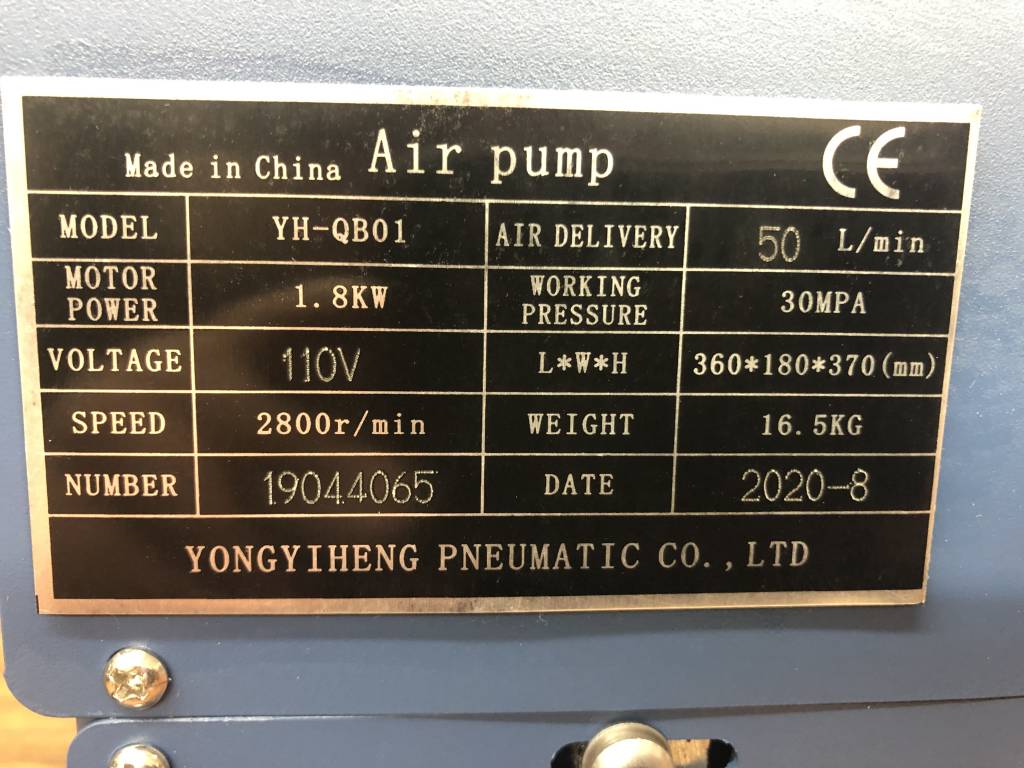 Made in China Air pump CE
MODEL YH-QB01 AIR DELIVERY 50 L/min
MOTOR POWER 1.8KW WORKING PRESSURE 30MPA
VOLTAGE 110V L*W*H 360*180*370(mm)
SPEED 2800r/min WEIGHT 16.5KG
NUMBER 19044065 DATE 2020-8
YONGYIHENG PNEUMATIC CO.,LTD